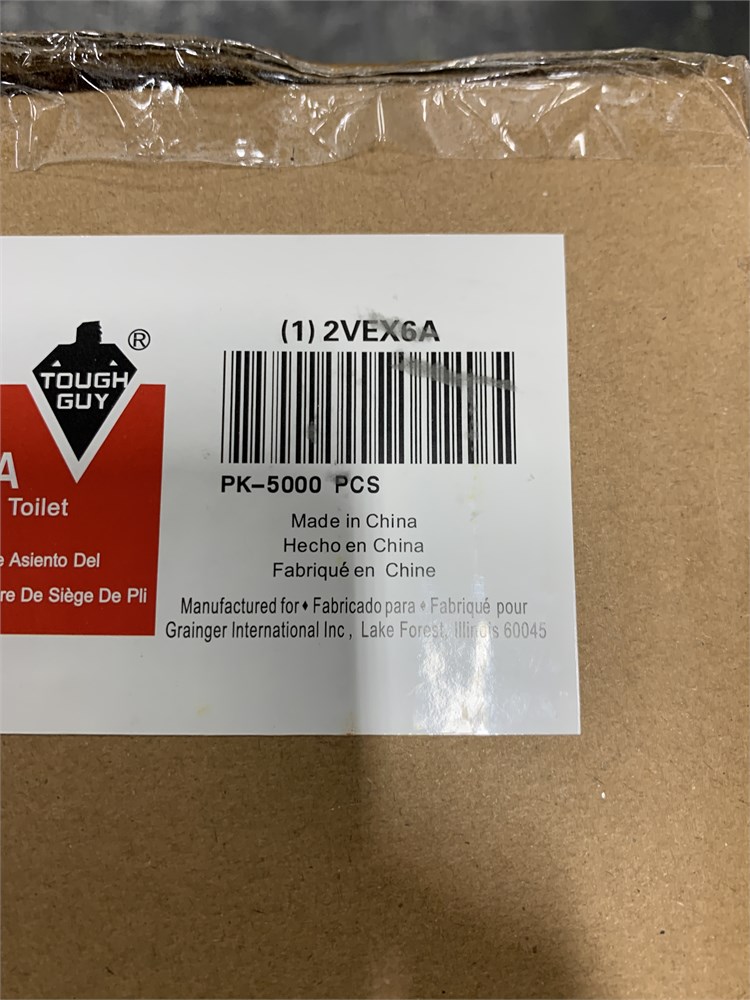 (1) 2VEX6A
®
TOUGH
GUY
A
Toilet
e Asiento Del
re De Siège De Pli
PK-5000 PCS
Made in China
Hecho en China
Fabriqué en Chine
Manufactured for♦ Fabricado para ♦ Fabriqué pour
Grainger International Inc, Lake Forest, Illinois 60045